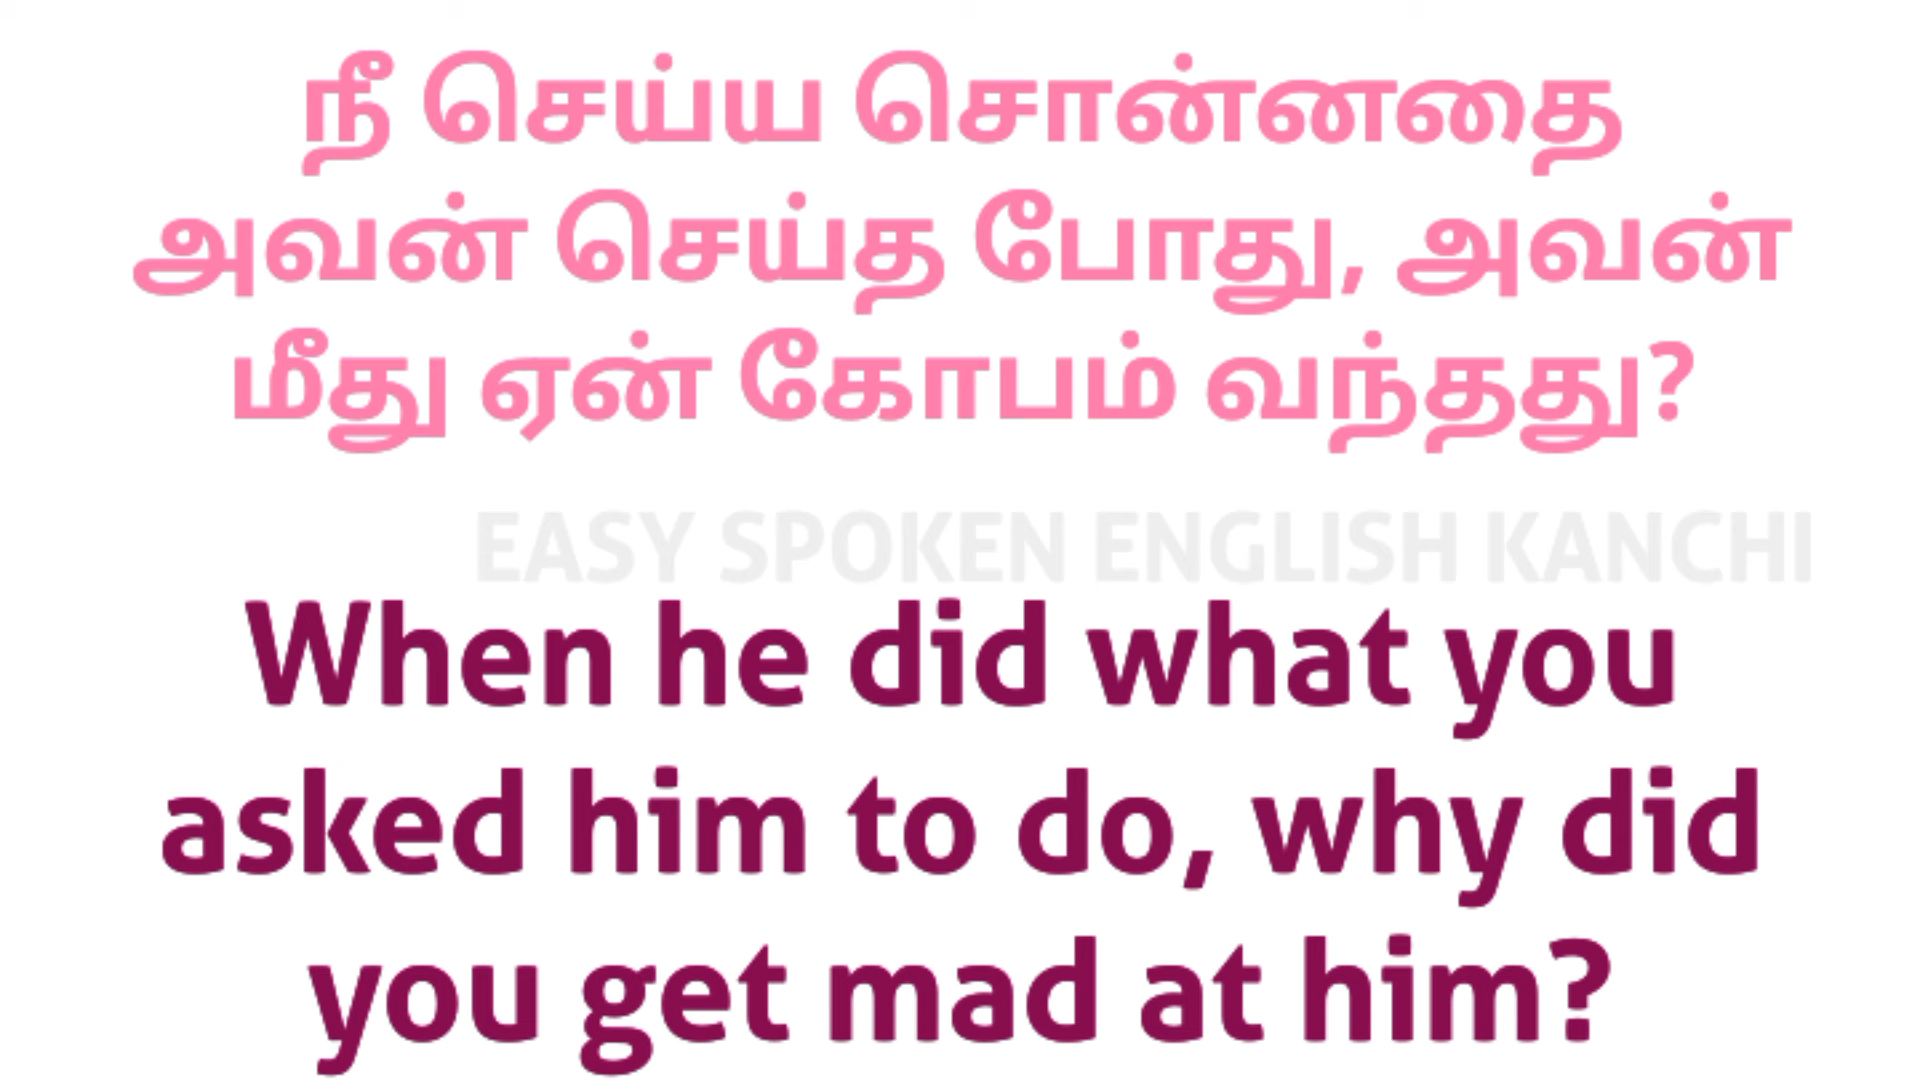 நீ செய்ய சொன்னதை
அவன் செய்த போது, அவன்
மீது ஏன் கோபம் வந்தது?
EASY SPOKEN ENGLISH KANCHI
When he did what you
asked him to do, why did
you get mad at him?